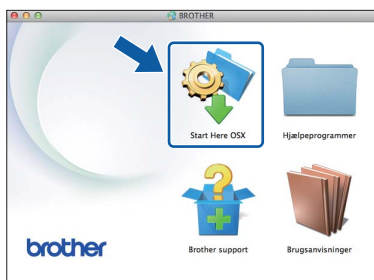 BROTHER
Start Here OSX
Hjælpeprogrammer
Brother support
Brugsanvisninger
brother